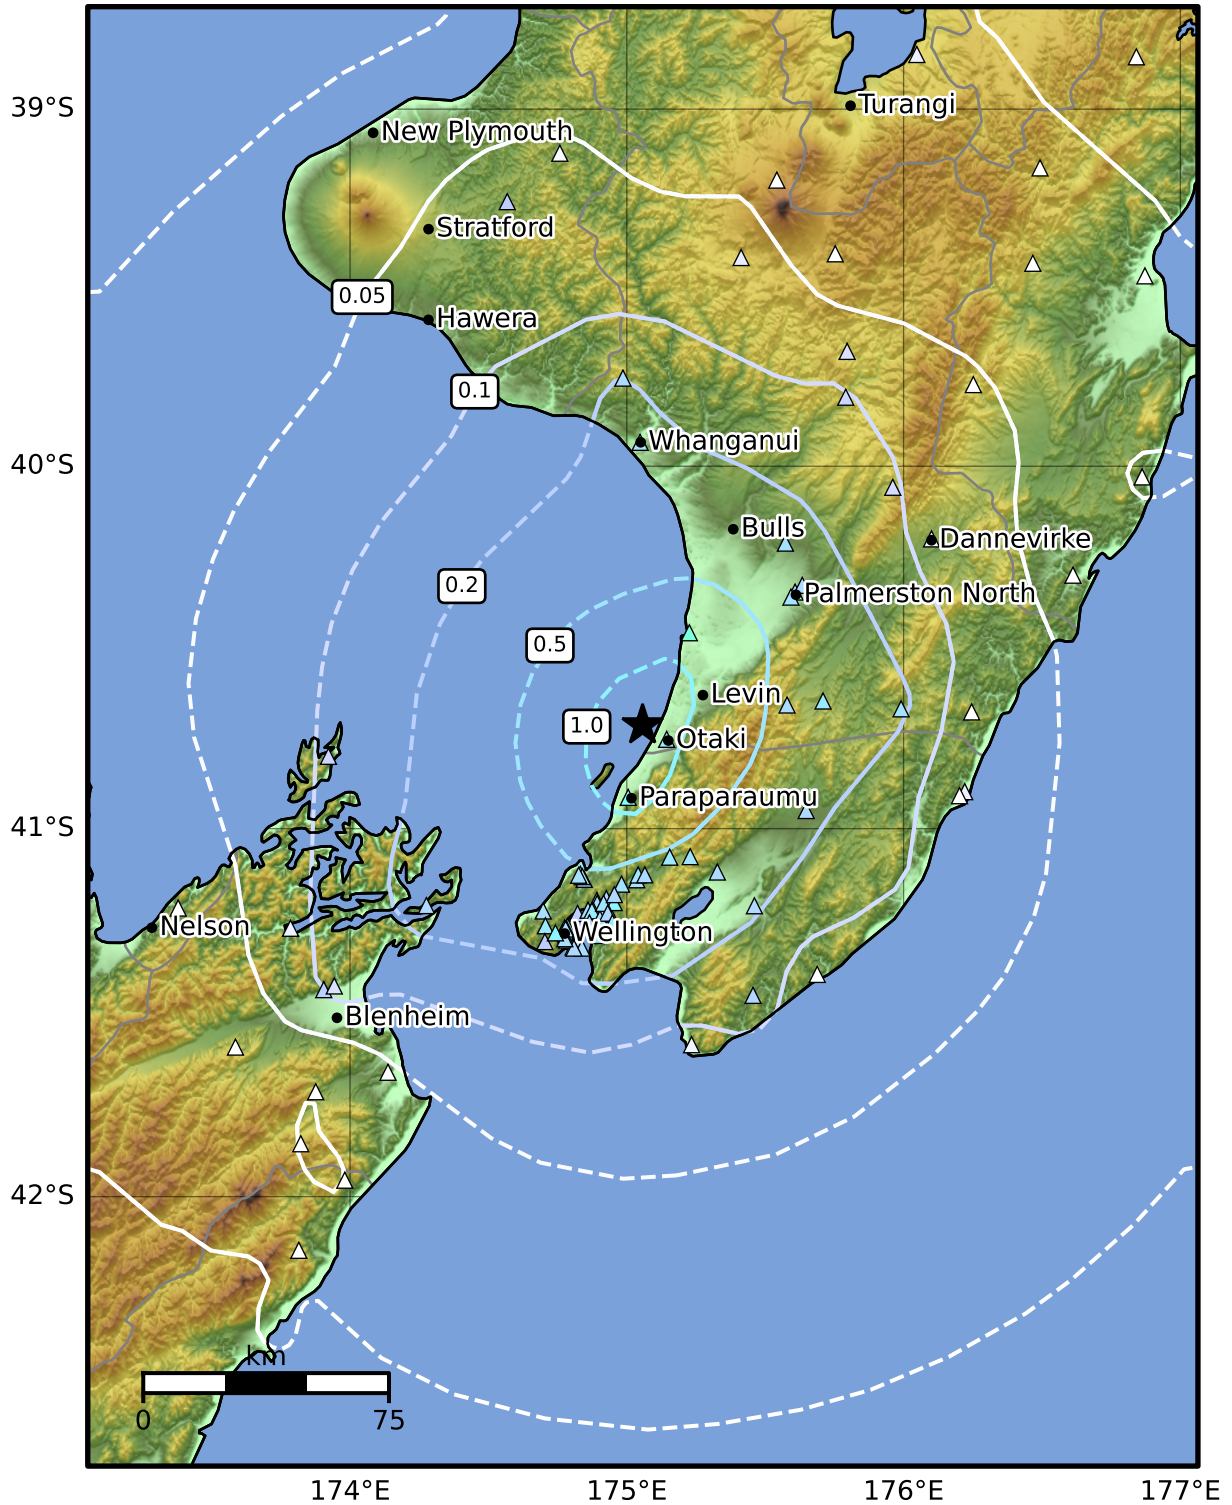 39°S
Turangi
New Plymouth
Stratford
0.05
Hawera
0.1
Whanganui
40°S
Bulls
Dannevirke
0.2
Palmerston North
0.5
Levin
1.0
Otaki
Paraparaumu
41°S
Nelson
Wellington
Blenheim
42°S
km
0
75
174°E
175°E
176°E
177°E